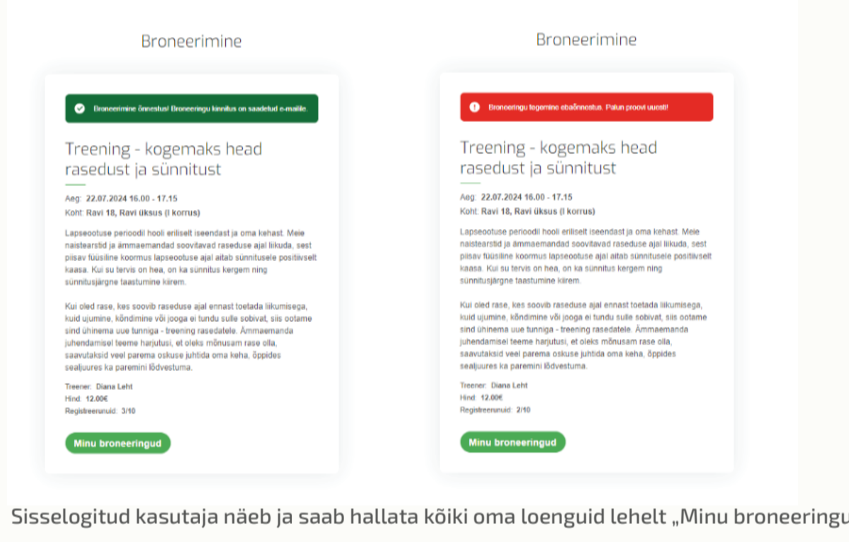 Broneerimine
Broneerimine õnnestus! Broneeringu kinnitus on saadetud e-mailile.
Treening - kogemaks head
rasedust ja sünnitust
Aeg: 22.07.2024 16.00 - 17.15
Koht: Ravi 18, Ravi üksus (I korrus)
Lapseootuse perioodil hooli eriliselt iseendast ja oma kehast. Meie
naistearstid ja ämmaemandad soovitavad raseduse ajal liikuda, sest
piisav füüsiline koormus lapseootuse ajal aitab sünnitusele positiivselt
kaasa. Kui su tervis on hea, on ka sünnitus kergem ning
sünnitusjärgne taastumine kiirem.
Kui oled rase, kes soovib raseduse ajal ennast toetada liikumisega,
kuid ujumine, kõndimine või jooga ei tundu sulle sobivat, siis ootame
sind ühinema uue tunniga - treening rasedatele. Ämmaemanda
juhendamisel teeme harjutusi, et oleks mõnusam rase olla,
saavutaksid veel parema oskuse juhtida oma keha, õppides
sealjuures ka paremini lõdvestuma.
Treener: Diana Leht
Hind: 12.00€
Registreerunuid: 3/10
Minu broneeringud
Broneerimine
Broneeringu tegemine ebaõnnestus. Palun proovi uuesti!
Treening - kogemaks head
rasedust ja sünnitust
Aeg: 22.07.2024 16.00 - 17.15
Koht: Ravi 18, Ravi üksus (I korrus)
Lapseootuse perioodil hooli eriliselt iseendast ja oma kehast. Meie
naistearstid ja ämmaemandad soovitavad raseduse ajal liikuda, sest
piisav füüsiline koormus lapseootuse ajal aitab sünnitusele positiivselt
kaasa. Kui su tervis on hea, on ka sünnitus kergem ning
sünnitusjärgne taastumine kiirem.
Kui oled rase, kes soovib raseduse ajal ennast toetada liikumisega,
kuid ujumine, kõndimine või jooga ei tundu sulle sobivat, siis ootame
sind ühinema uue tunniga - treening rasedatele. Ämmaemanda
juhendamisel teeme harjutusi, et oleks mõnusam rase olla,
saavutaksid veel parema oskuse juhtida oma keha, õppides
sealjuures ka paremini lõdvestuma.
Treener: Diana Leht
Hind: 12.00€
Registreerunuid: 2/10
Minu broneeringud
Sisselogitud kasutaja näeb ja saab hallata kõiki oma loenguid lehelt „Minu broneeringu